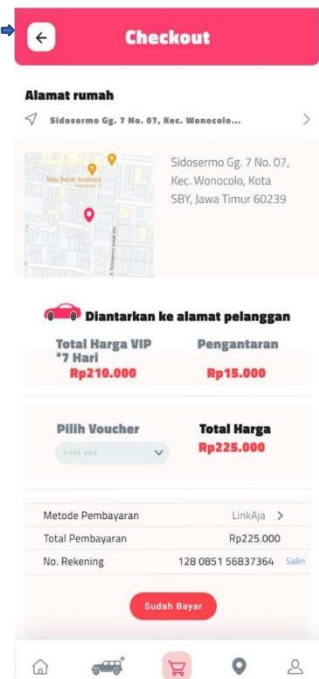 Checkout
Alamat rumah
Sidosermo Gg. 7 No. 07, Kec. Wonocolo...
Sidosermo Gg. 7 No. 07,
Kec. Wonocolo, Kota
SBY, Jawa Timur 60239
Diantarkan ke alamat pelanggan
Total Harga VIP Pengantaran
*7 Hari
Rp210.000 Rp15.000
Pilih Voucher Total Harga
Rp225.000
tidak ada
Metode Pembayaran LinkAja
Total Pembayaran Rp225.000
No. Rekening 128 0851 56837364 Salin
Sudah Bayar